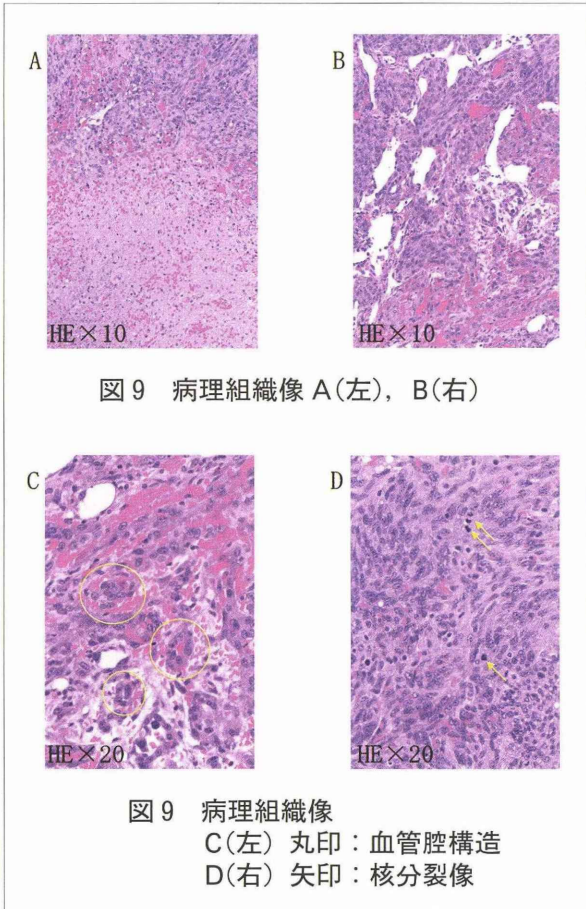 A
B
HE×10
HE×10
図9 病理組織像 A(左), B(右)
C
D
HE×20
HE×20
図9 病理組織像
C(左) 丸印：血管腔構造
D(右) 矢印：核分裂像